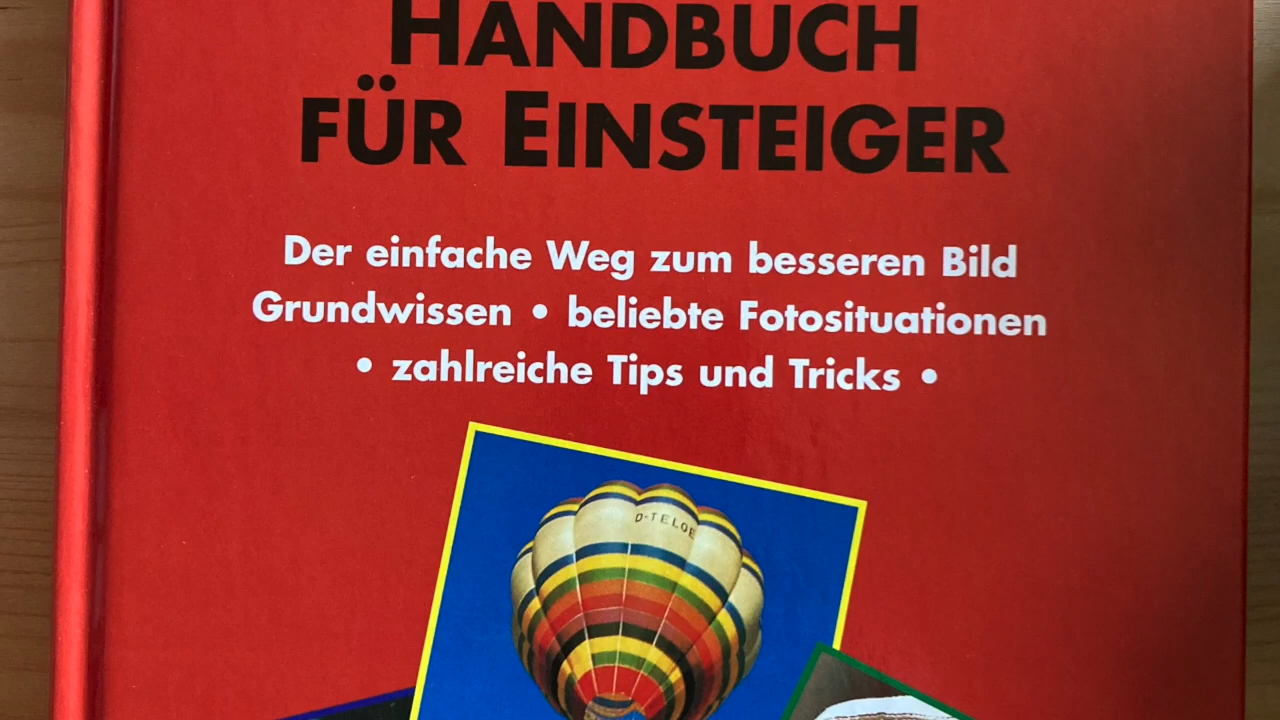 HANDBUCH
FÜR EINSTEIGER
Der einfache Weg zum besseren Bild
Grundwissen • beliebte Fotosituationen
• zahlreiche Tips und Tricks •
D-TELOE